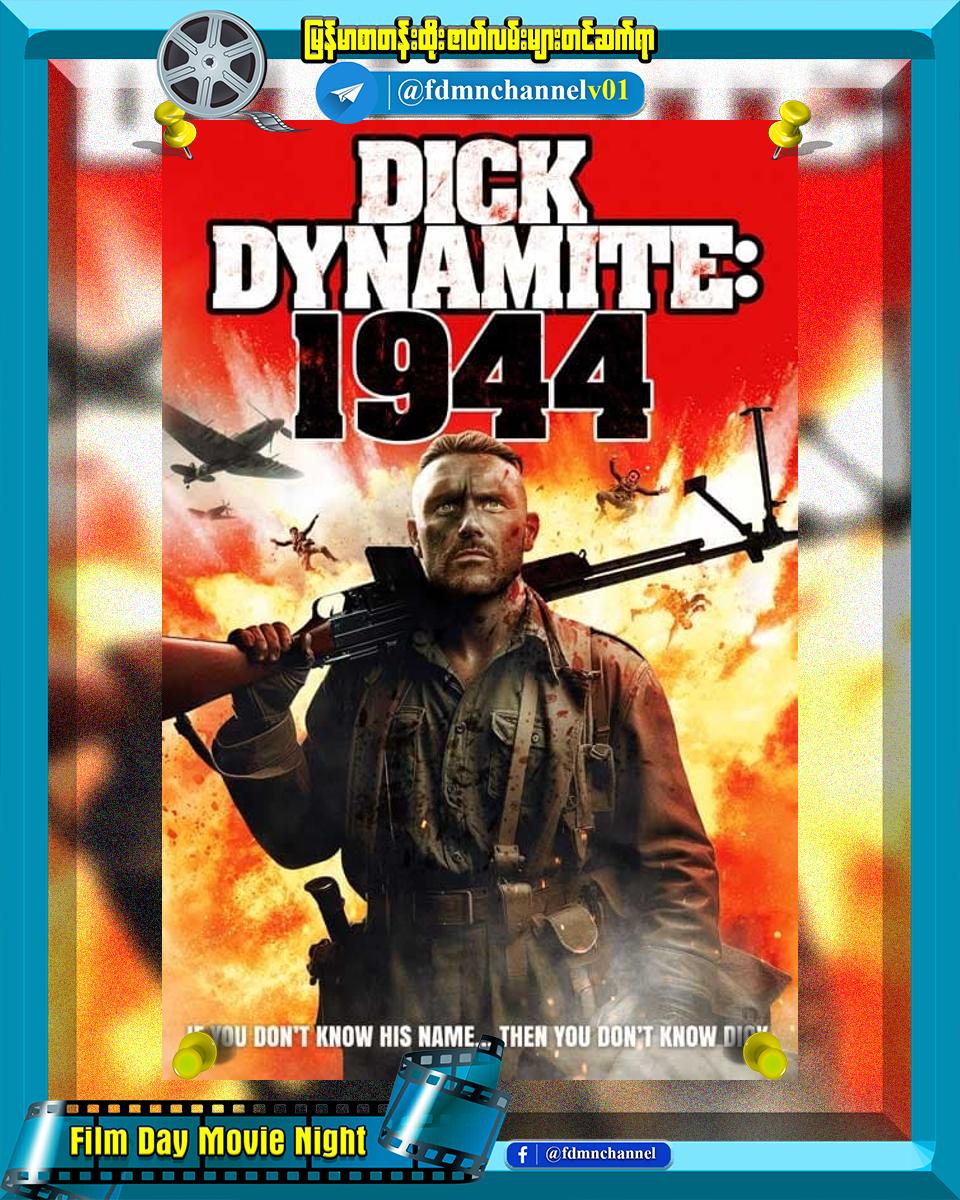 မြန်မာစာတန်းထိုးဇာတ်လမ်းများတင်ဆက်ရာ
@fdmnchannelv01
DICK
DYNAMITE:
1944
IF YOU DON'T KNOW HIS NAME... THEN YOU DON'T KNOW DICK
Film Day Movie Night
@fdmnchannel